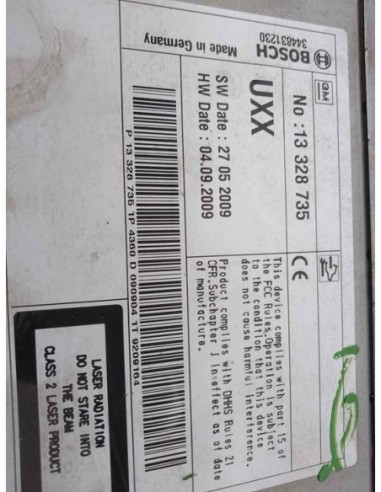 BOSCH
344831230
Made in Germany
GM
No :13 328 735
UXX
SW Date : 27 05 2009
HW Date : 04.09.2009
CE
This device complies with part 15 of
the FCC Rules.Operation is subject
to the condition that this device
does not cause harmful interference.
Product complies with DHHS Rules 21
CFR.Subchapter J in effect as of date
of manufacture.
P 13 328 735 1P 4360 D 090904 1T 9209164
LASER RADIATION
DO NOT STARE INTO
THE BEAM
CLASS 2 LASER PRODUCT